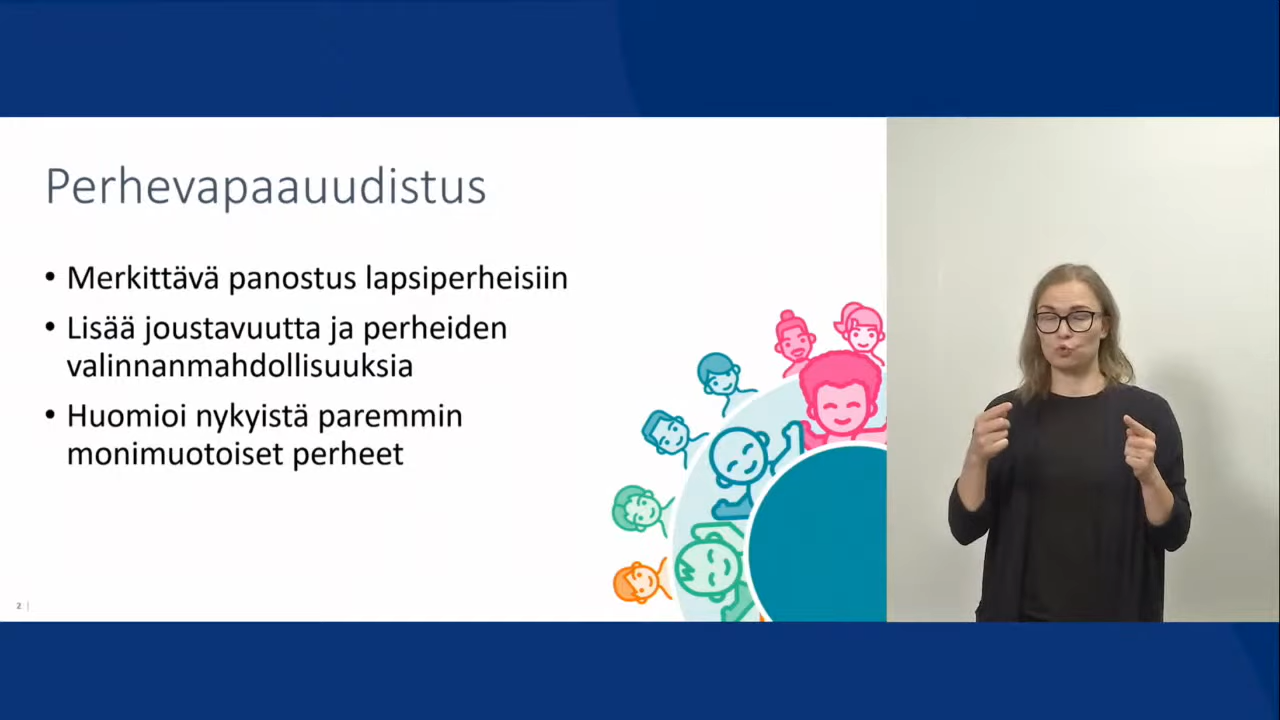 Perhevapaauudistus
• Merkittävä panostus lapsiperheisiin
• Lisää joustavuutta ja perheiden
valinnanmahdollisuuksia
• Huomioi nykyistä paremmin
monimuotoiset perheet
2 |